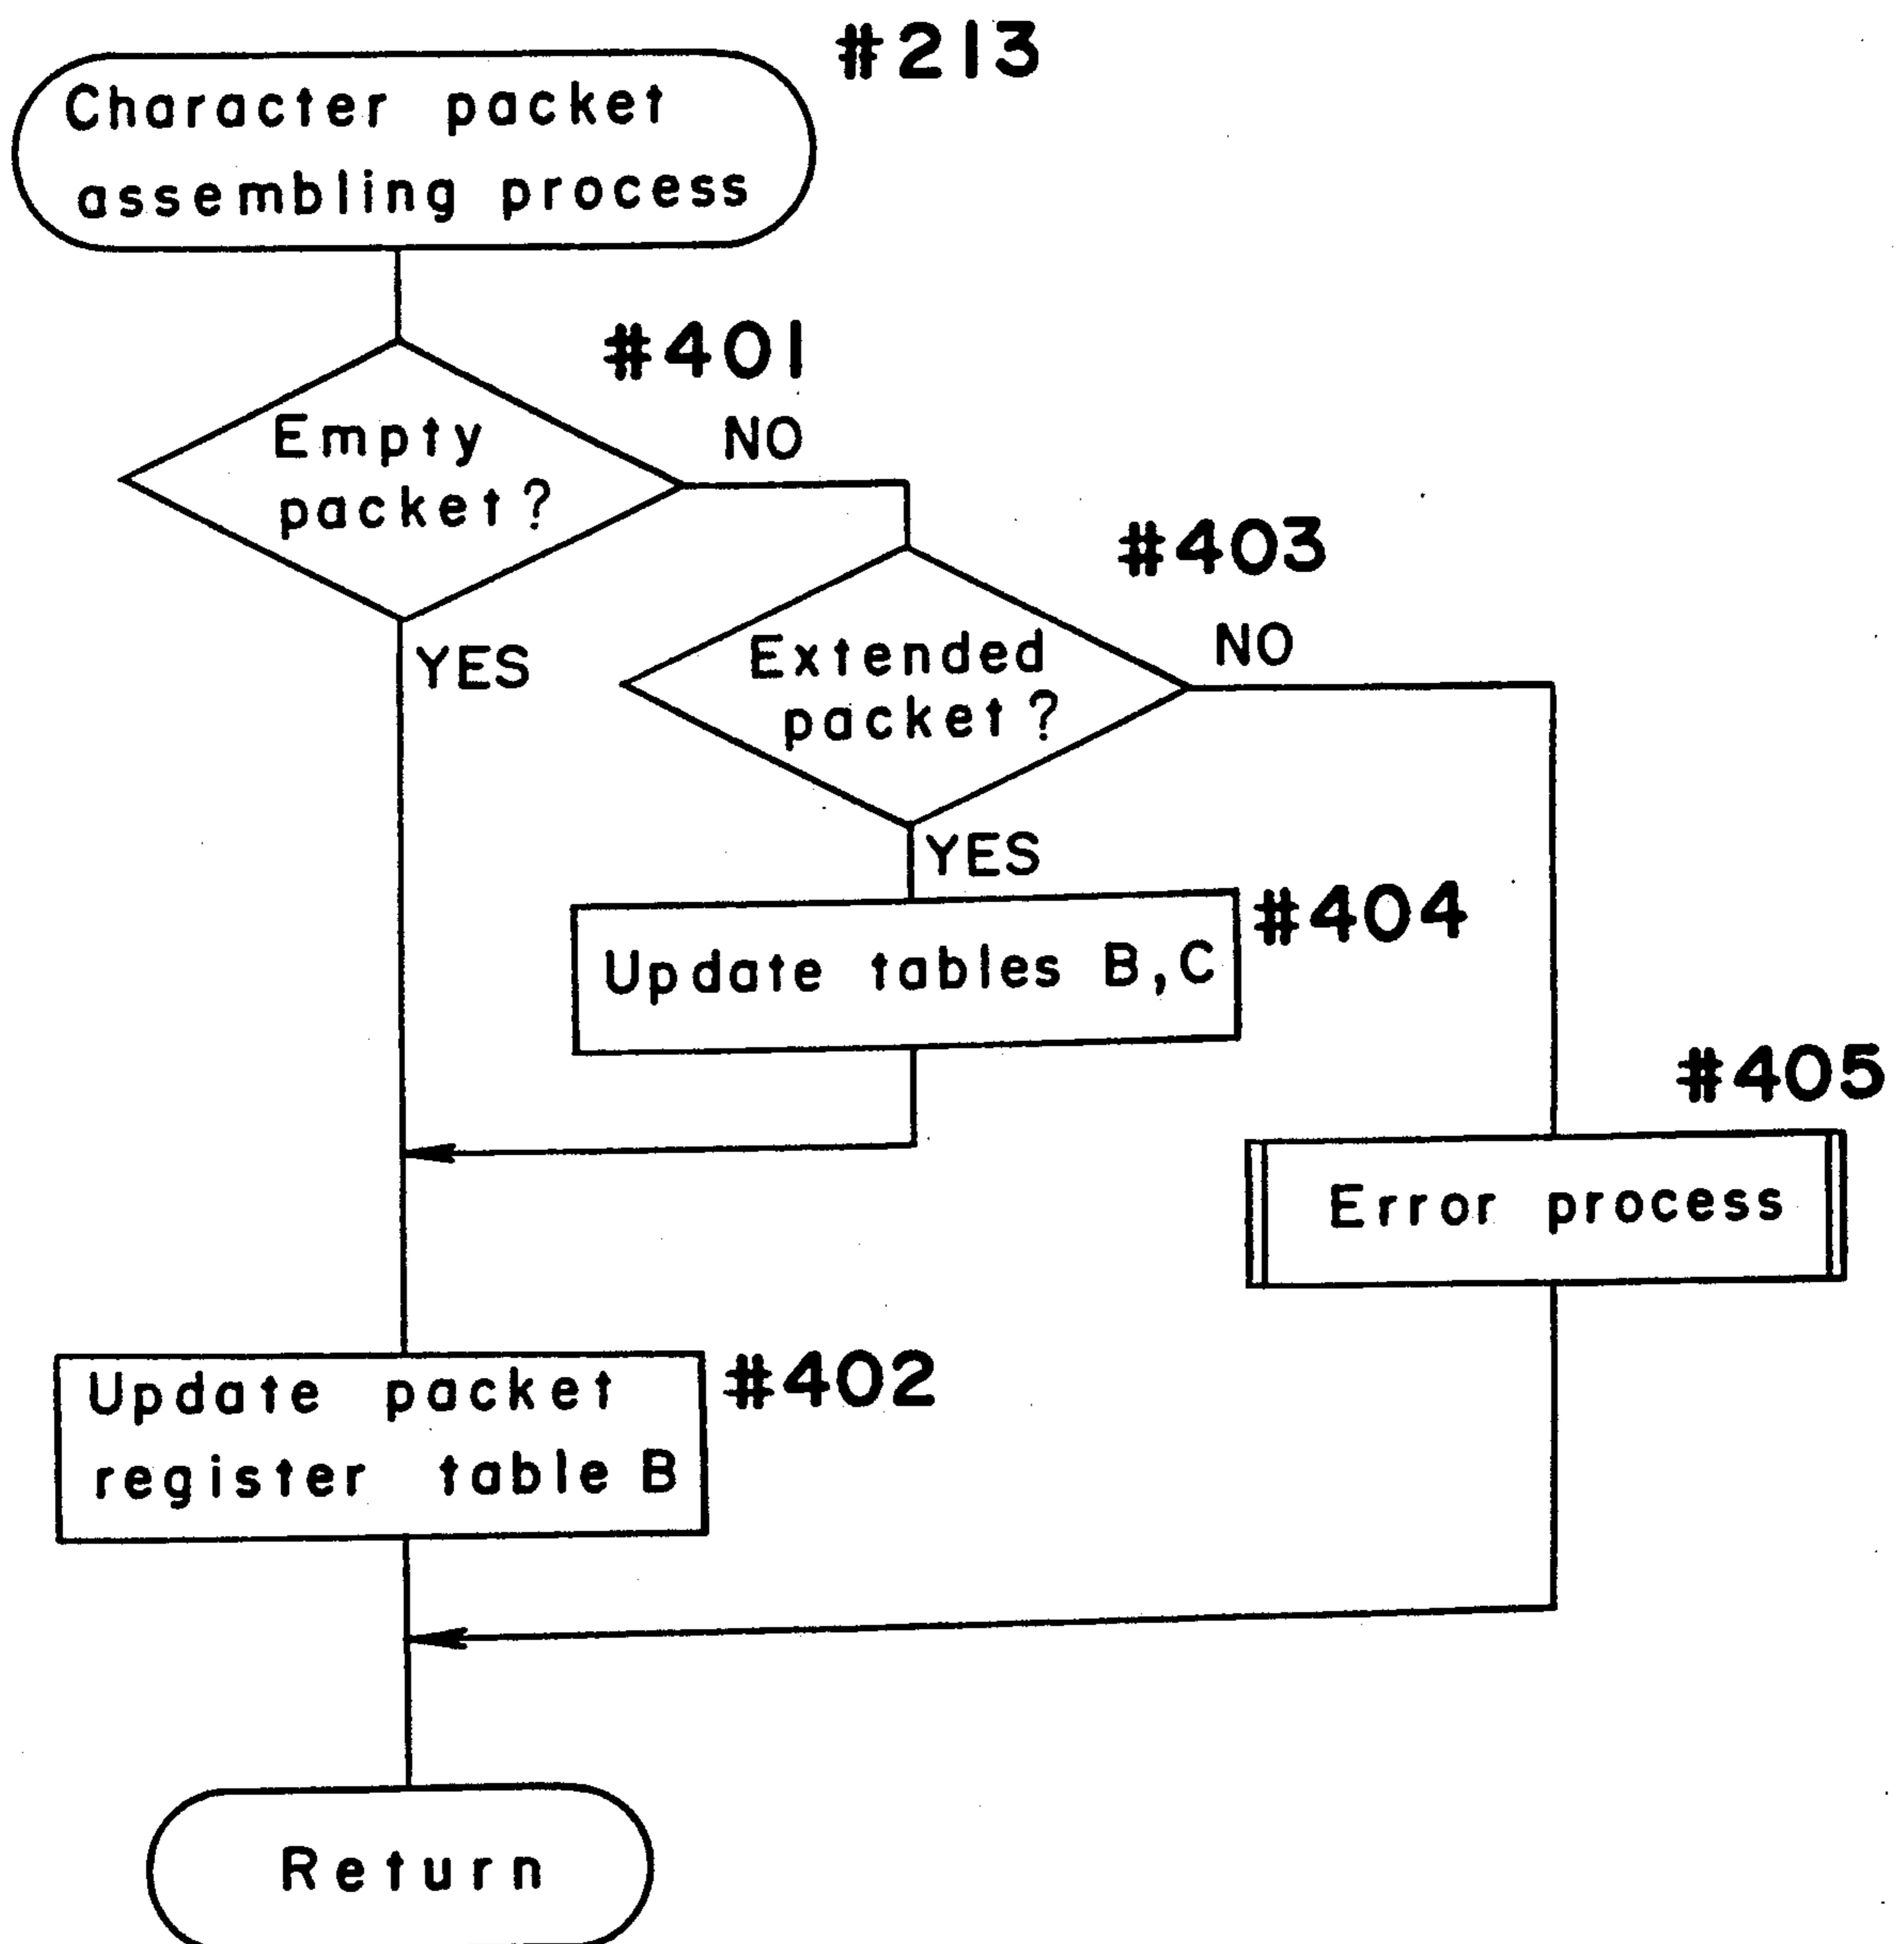 #213
Character packet
assembling process
#401
Empty
packet?
NO
YES
#403
Extended
packet?
NO
YES
#404
Update tables B,C
#405
Error process
#402
Update packet
register table B
Return